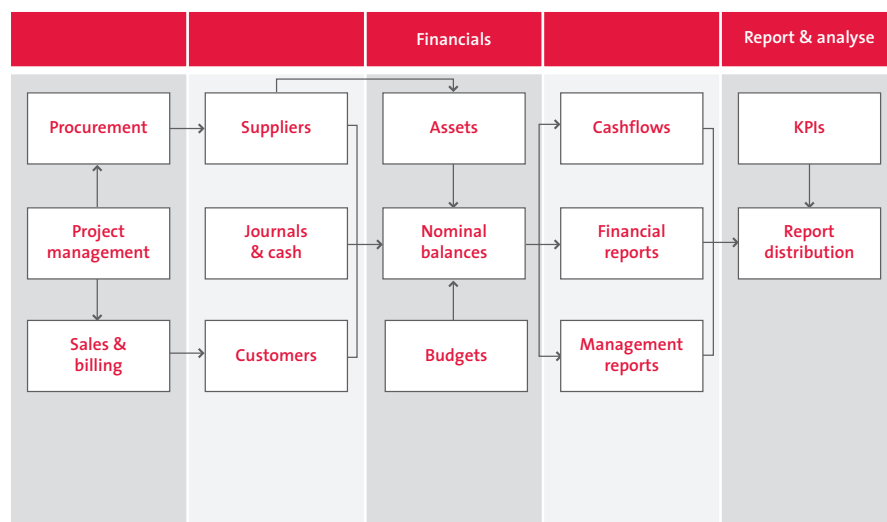 Financials
Report & analyse
Procurement
Suppliers
Assets
Cashflows
KPIs
Project
management
Journals
& cash
Nominal
balances
Financial
reports
Report
distribution
Sales &
billing
Customers
Budgets
Management
reports